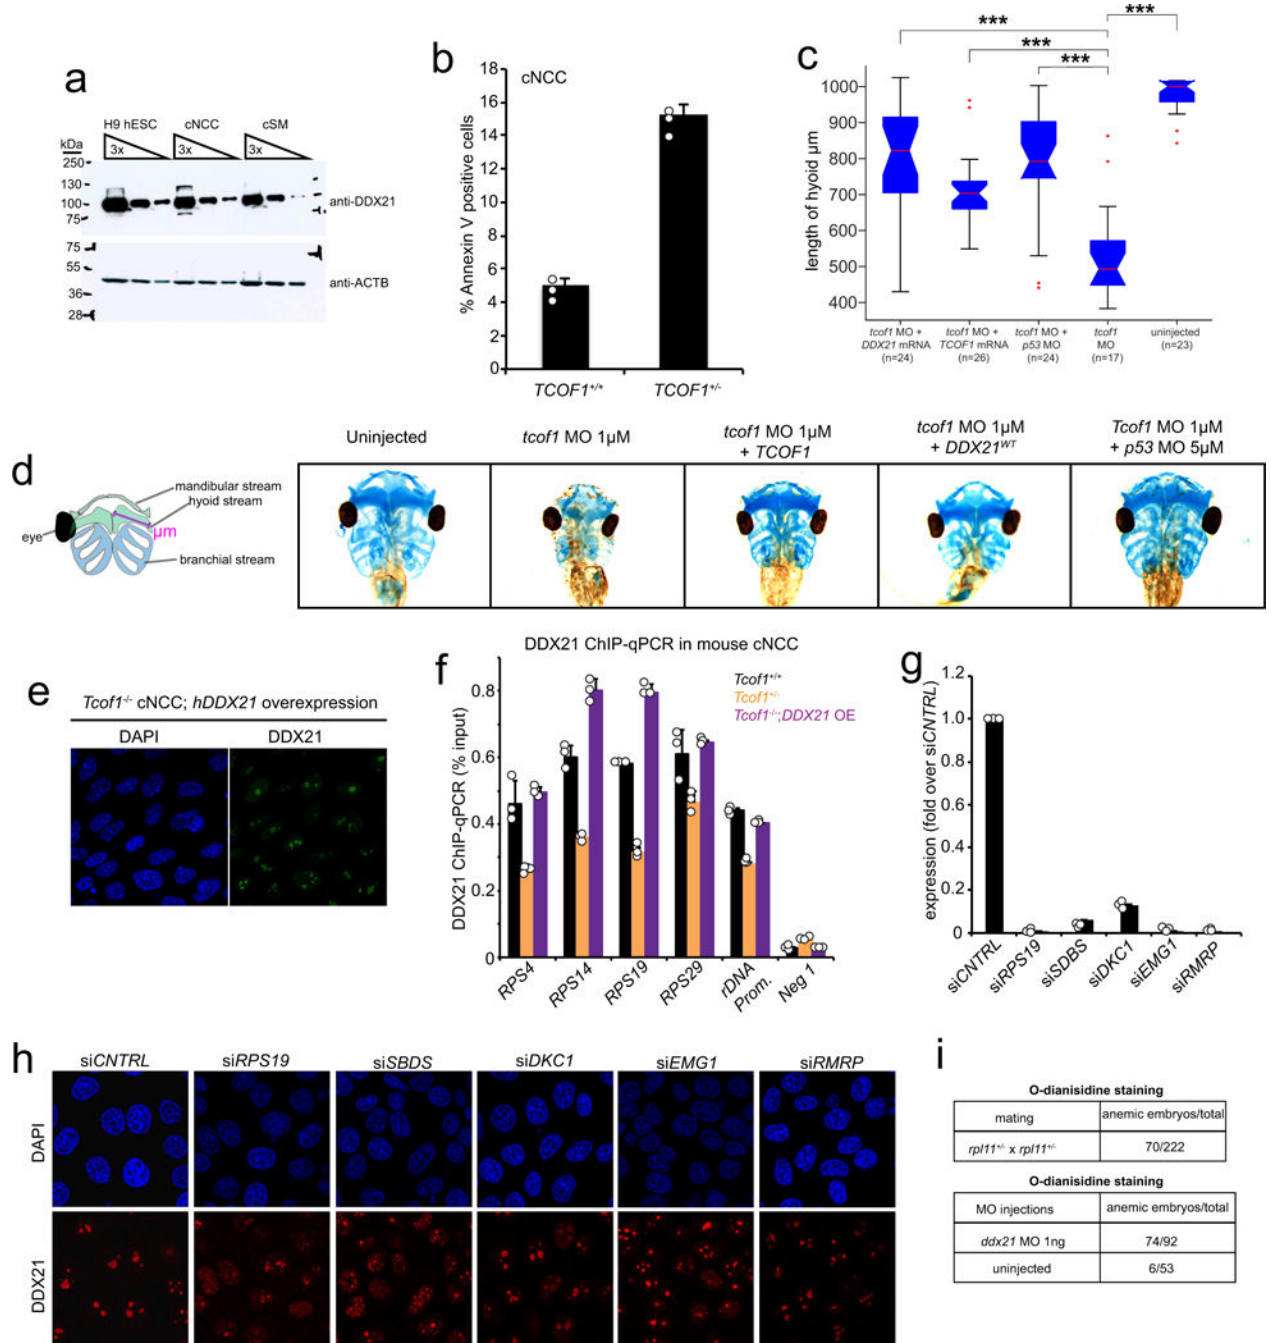 a
H9 hESC cNCC cSM
kDa
3x 3x 3x
250
130
100
75
anti-DDX21
75
55
36
28
anti-ACTB
b
cNCC
% Annexin V positive cells
18
16
14
12
10
8
6
4
2
0
TCOF1+/+ TCOF1+/-
c
*** *** *** ***
length of hyoid µm
1000
900
800
700
600
500
400
tcof1 MO +
DDX21 mRNA
(n=24)
tcof1 MO +
TCOF1 mRNA
(n=26)
tcof1 MO +
p53 MO
(n=24)
tcof1
MO
(n=17)
uninjected
(n=23)
d
mandibular stream
hyoid stream
µm
eye
branchial stream
Uninjected
tcof1 MO 1µM
tcof1 MO 1µM
+ TCOF1
tcof1 MO 1µM
+ DDX21WT
Tcof1 MO 1µM
+ p53 MO 5µM
e
Tcof1-/- cNCC; hDDX21 overexpression
DAPI DDX21
f
DDX21 ChIP-qPCR in mouse cNCC
Tcof1+/+
Tcof1+/-
Tcof1-/-;DDX21 OE
DDX21 ChIP-qPCR (% input)
0.8
0.6
0.4
0.2
0
RPS4
RPS14
RPS19
RPS29
rDNA
Prom.
Neg 1
g
expression (fold over siCNTRL)
1.2
1.0
0.8
0.6
0.4
0.2
0
siCNTRL
siRPS19
siSDBS
siDKC1
siEMG1
siRMRP
h
siCNTRL siRPS19 siSBDS siDKC1 siEMG1 siRMRP
DAPI
DDX21
i
O-dianisidine staining
mating anemic embryos/total
rpl11+/- x rpl11+/- 70/222
O-dianisidine staining
MO injections anemic embryos/total
ddx21 MO 1ng 74/92
uninjected 6/53